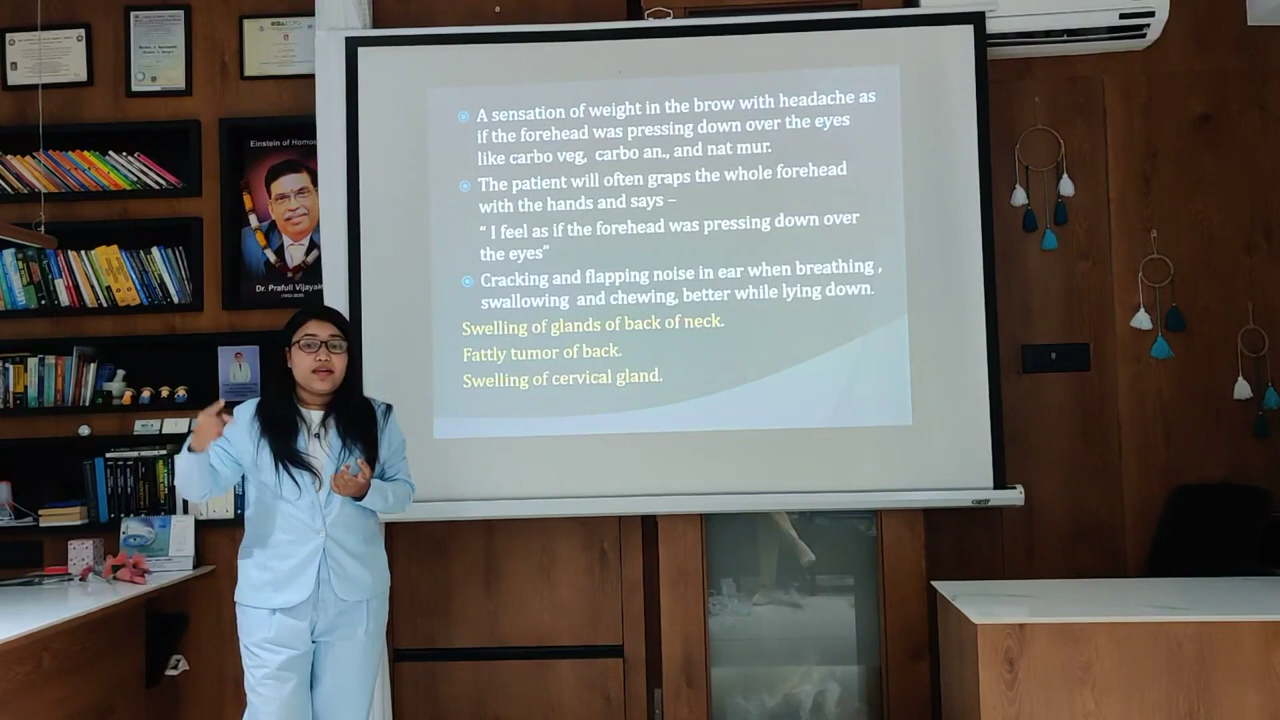 Einstein of Homoe
Dr. Prafull Vijayak
A sensation of weight in the brow with headache as
if the forehead was pressing down over the eyes
like carbo veg, carbo an., and nat mur.
The patient will often graps the whole forehead
with the hands and says –
“ I feel as if the forehead was pressing down over
the eyes”
Cracking and flapping noise in ear when breathing ,
swallowing and chewing, better while lying down.
Swelling of glands of back of neck.
Fattly tumor of back.
Swelling of cervical gland.